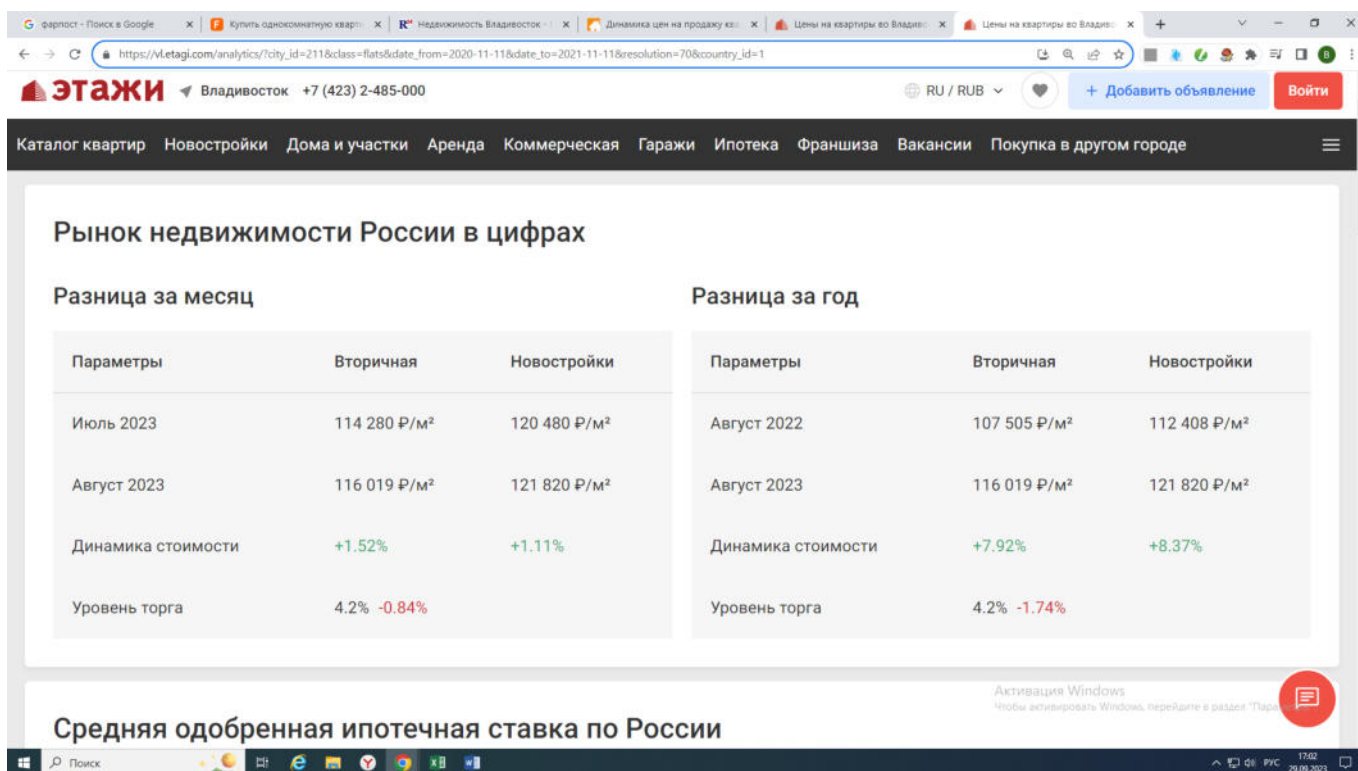 фарпост - Поиск в Google
Купить однокомнатную кварти
Недвижимость Владивосток -
Динамика цен на продажу ква
Цены на квартиры во Владиво
Цены на квартиры во Владиво
https://vl.etagi.com/analytics/?city_id=211&class=flats&date_from=2020-11-11&date_to=2021-11-11&resolution=70&country_id=1
этажи Владивосток +7 (423) 2-485-000 RU / RUB + Добавить объявление Войти
Каталог квартир Новостройки Дома и участки Аренда Коммерческая Гаражи Ипотека Франшиза Вакансии Покупка в другом городе
Рынок недвижимости России в цифрах
Разница за месяц
Параметры Вторичная Новостройки
Июль 2023 114 280 ₽/м² 120 480 ₽/м²
Август 2023 116 019 ₽/м² 121 820 ₽/м²
Динамика стоимости +1.52% +1.11%
Уровень торга 4.2% -0.84%
Разница за год
Параметры Вторичная Новостройки
Август 2022 107 505 ₽/м² 112 408 ₽/м²
Август 2023 116 019 ₽/м² 121 820 ₽/м²
Динамика стоимости +7.92% +8.37%
Уровень торга 4.2% -1.74%
Средняя одобренная ипотечная ставка по России
Активация Windows
Чтобы активировать Windows, перейдите в раздел
Поиск
РУС
17:02
29.09.2023